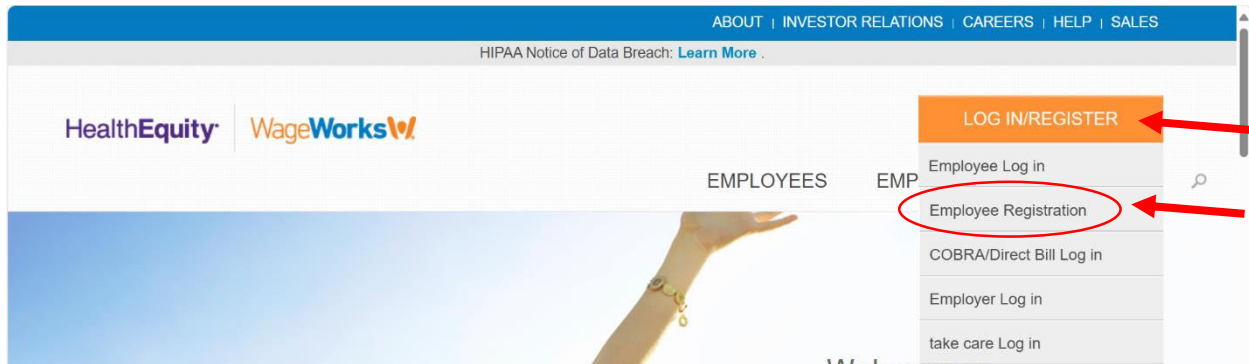 ABOUT | INVESTOR RELATIONS | CAREERS | HELP | SALES
HIPAA Notice of Data Breach: Learn More .
HealthEquity WageWorks
LOG IN/REGISTER
EMPLOYEES EMP
Employee Log in
Employee Registration
COBRA/Direct Bill Log in
Employer Log in
take care Log in